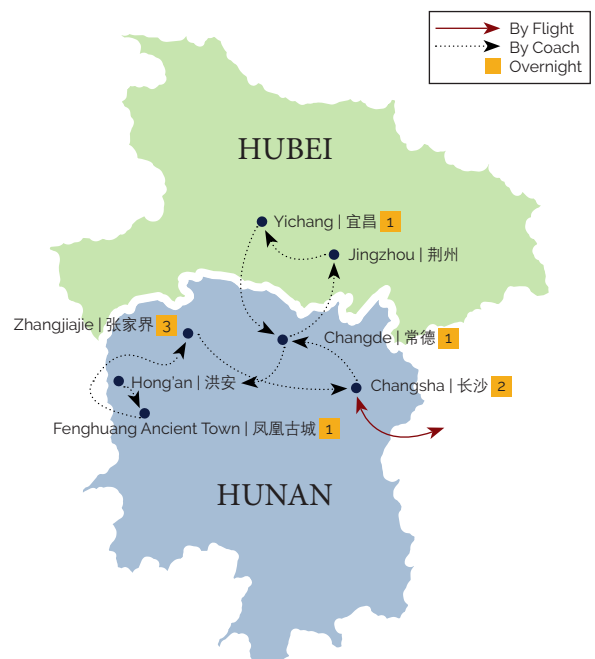 By Flight
By Coach
Overnight
HUBEI
Yichang | 宜昌 1
Jingzhou | 荆州
Zhangjiajie | 张家界 3
Changde | 常德 1
Hong'an | 洪安
Changsha | 长沙 2
Fenghuang Ancient Town | 凤凰古城 1
HUNAN